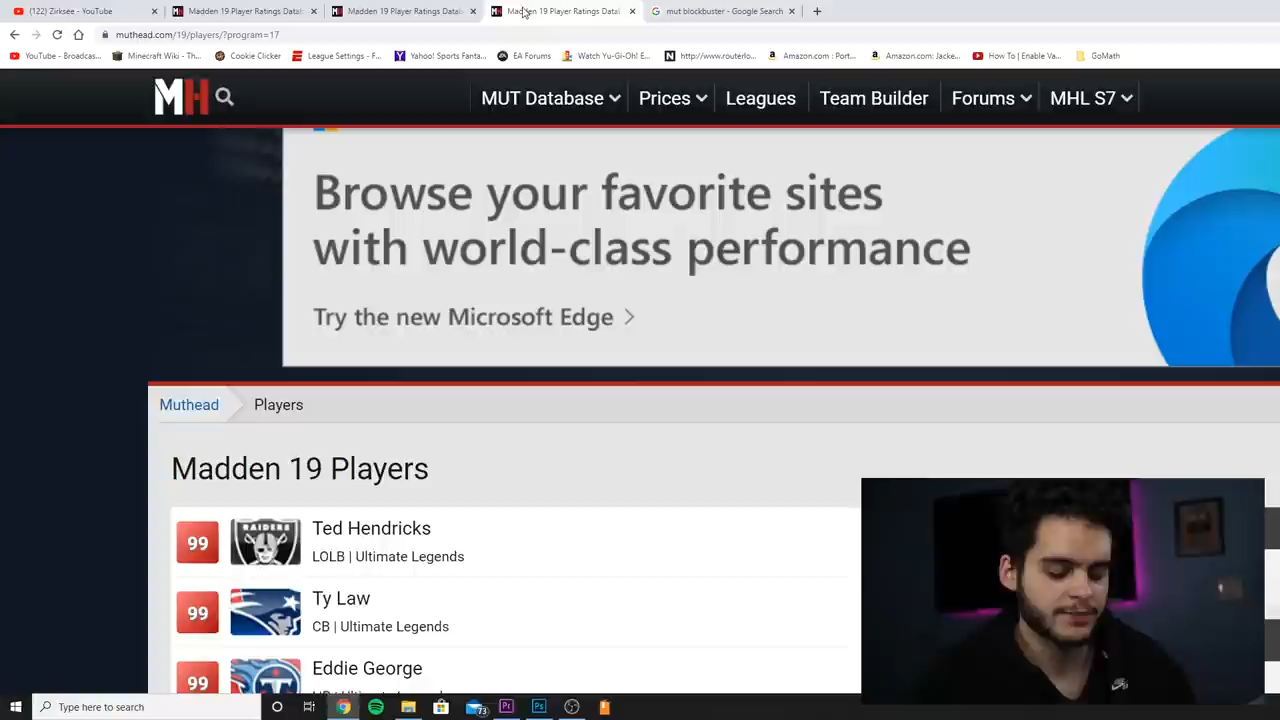 (122) Zirksee - YouTube
Madden 19 Player Ratings Datab
Madden 19 Player Ratings Datab
Madden 19 Player Ratings Datab
mut blockbuster - Google Search
muthead.com/19/players/?program=17
YouTube - Broadcas...
Minecraft Wiki - Th...
Cookie Clicker
League Settings - F...
Yahoo! Sports Fanta...
EA Forums
Watch Yu-Gi-Oh! E...
http://www.routerlo...
Amazon.com : Port...
Amazon.com: Jacke...
How To | Enable Va...
GoMath
MH
MUT Database
Prices
Leagues
Team Builder
Forums
MHL S7
Browse your favorite sites
with world-class performance
Try the new Microsoft Edge >
Muthead
Players
Madden 19 Players
99
RAIDERS
Ted Hendricks
LOLB | Ultimate Legends
99
Ty Law
CB | Ultimate Legends
99
Eddie George
Type here to search
73
Pr
Ps